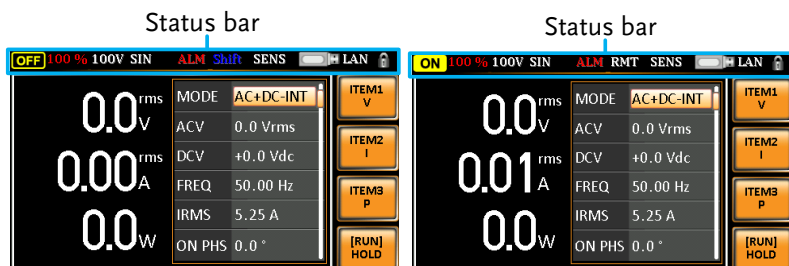 Status bar
OFF 100 % 100V SIN ALM Shift SENS LAN
0.0 rms V
0.00 rms A
0.0 W
MODE AC+DC-INT
ACV 0.0 Vrms
DCV +0.0 Vdc
FREQ 50.00 Hz
IRMS 5.25 A
ON PHS 0.0 °
ITEM1
V
ITEM2
I
ITEM3
P
[RUN]
HOLD
Status bar
ON 100 % 100V SIN ALM RMT SENS LAN
0.0 rms V
0.01 rms A
0.0 W
MODE AC+DC-INT
ACV 0.0 Vrms
DCV +0.0 Vdc
FREQ 50.00 Hz
IRMS 5.25 A
ON PHS 0.0 °
ITEM1
V
ITEM2
I
ITEM3
P
[RUN]
HOLD